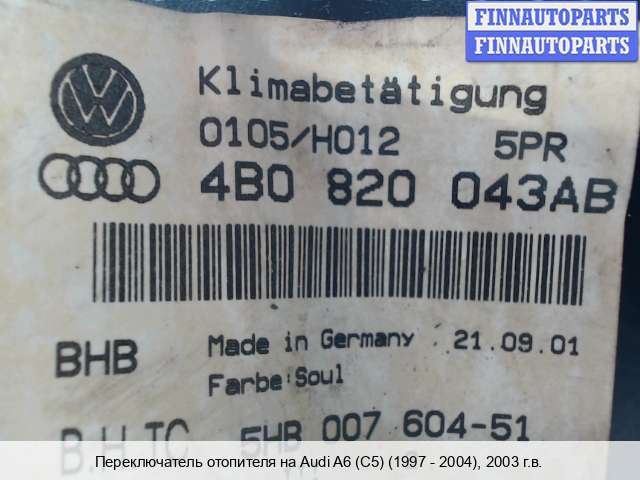 FINNAUTOPARTS
FINNAUTOPARTS
Klimabetätigung
0105/H012 5PR
4B0 820 043AB
BHB Made in Germany 21.09.01
Farbe:Soul
B.H.TC 5HB 007 604-51
Переключатель отопителя на Audi A6 (C5) (1997 - 2004), 2003 г.в.